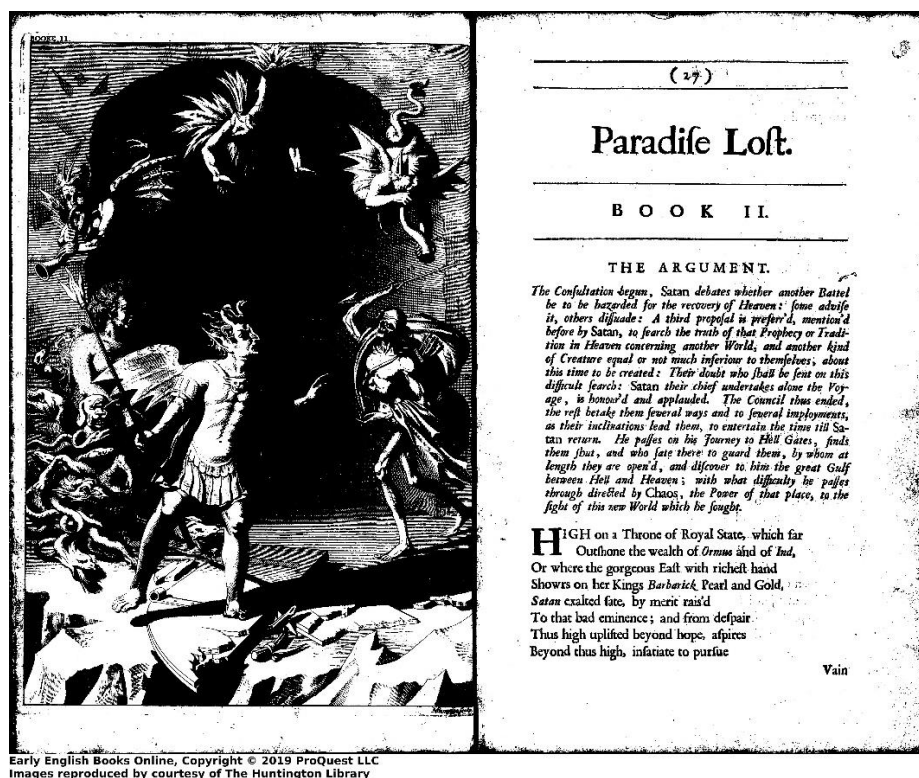 BOOKE II.
(27)
Paradiſe Loſt.
BOOK II.
THE ARGUMENT.
The Conſultation begun, Satan debates whether another Battel
be to be hazarded for the recovery of Heaven: ſome adviſe
it, others diſſuade: A third propoſal is preferr'd, mention'd
before by Satan, to ſearch the truth of that Prophecy or Tradi-
tion in Heaven concerning another World, and another kind
of Creature equal or not much inferiour to themſelves, about
this time to be created: Their doubt who ſhall be ſent on this
difficult ſearch: Satan their chief undertakes alone the Voy-
age, is honour'd and applauded. The Council thus ended,
the reſt betake them ſeveral ways and to ſeveral imployments,
as their inclinations lead them, to entertain the time till Sa-
tan return. He paſſes on his Journey to Hell Gates, finds
them ſhut, and who ſate there to guard them, by whom at
length they are open'd, and diſcover to him the great Gulf
between Hell and Heaven; with what difficulty he paſſes
through directed by Chaos, the Power of that place, to the
ſight of this new World which he ſought.
HIGH on a Throne of Royal State, which far
Outſhone the wealth of Ormus and of Ind,
Or where the gorgeous Eaſt with richeſt hand
Showrs on her Kings Barbarick Pearl and Gold,
Satan exalted ſate, by merit rais'd
To that bad eminence; and from deſpair
Thus high uplifted beyond hope, aſpires
Beyond thus high, inſatiate to purſue
Vain
Early English Books Online, Copyright © 2019 ProQuest LLC
Images reproduced by courtesy of The Huntington Library